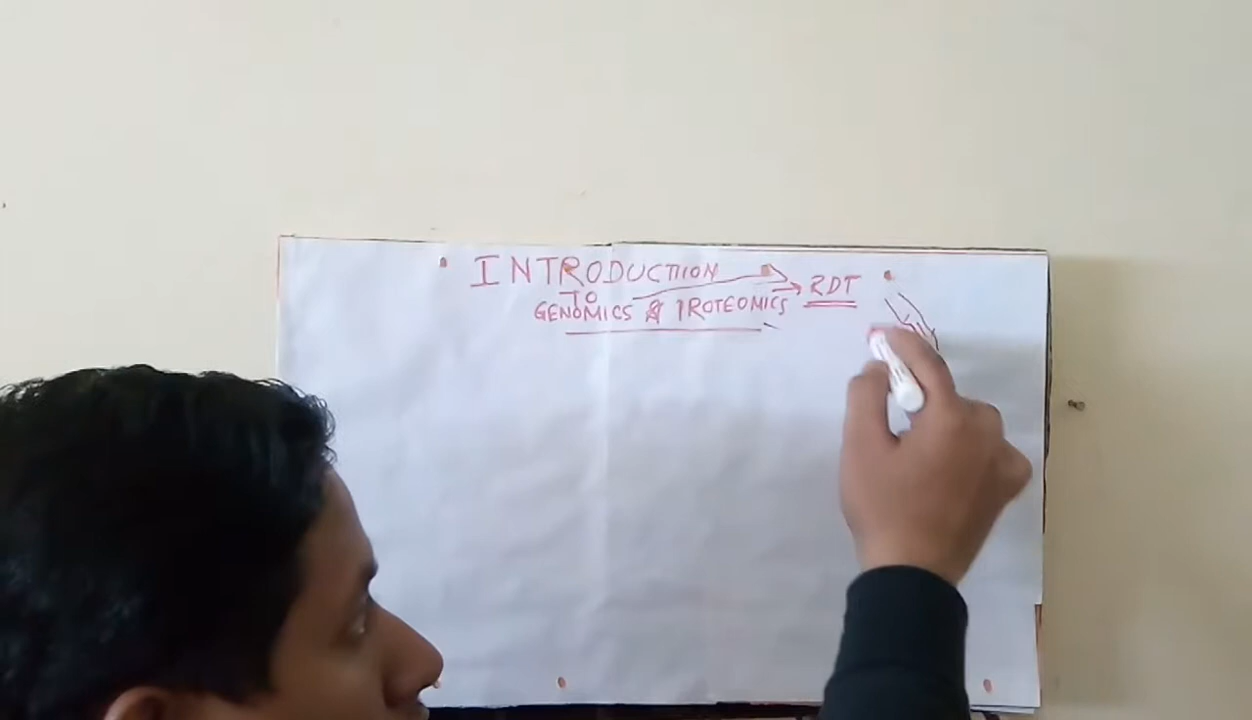 INTRODUCTION
TO
GENOMICS & PROTEOMICS → RDT